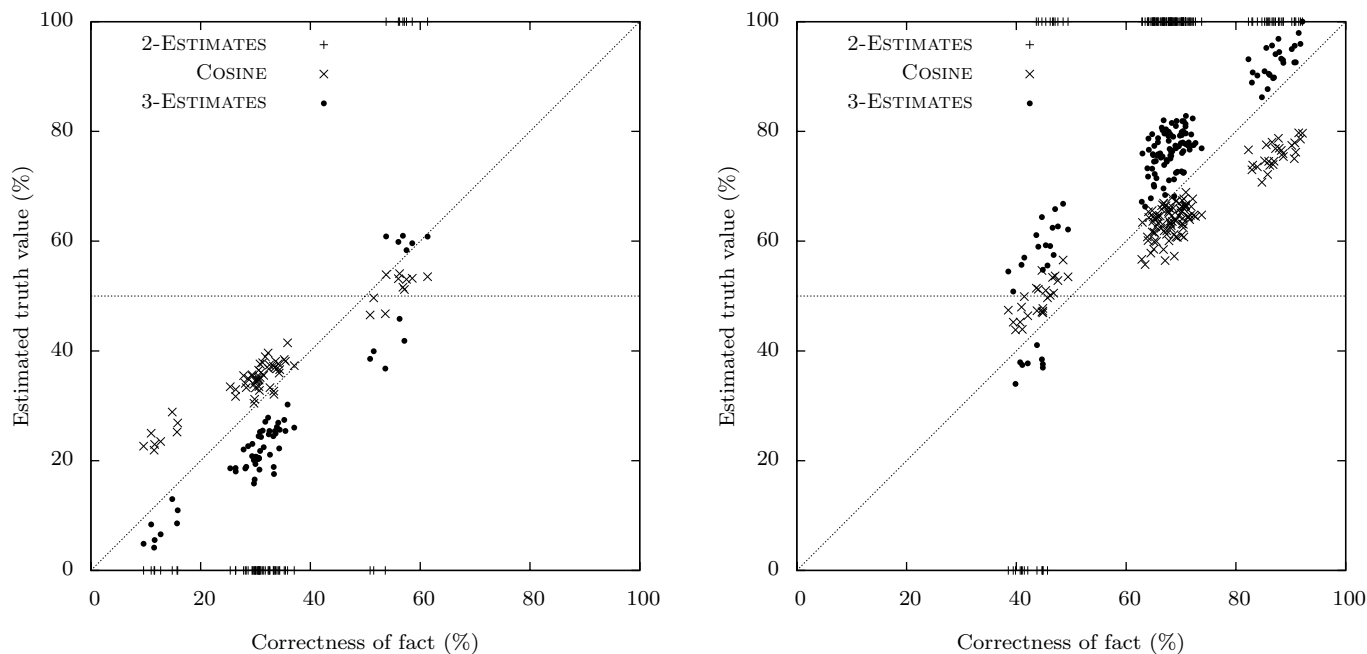 100
80
60
40
20
0
0 20 40 60 80 100
Estimated truth value (%)
Correctness of fact (%)
2-ESTIMATES
COSINE
3-ESTIMATES
100
80
60
40
20
0
0 20 40 60 80 100
Estimated truth value (%)
Correctness of fact (%)
2-ESTIMATES
COSINE
3-ESTIMATES